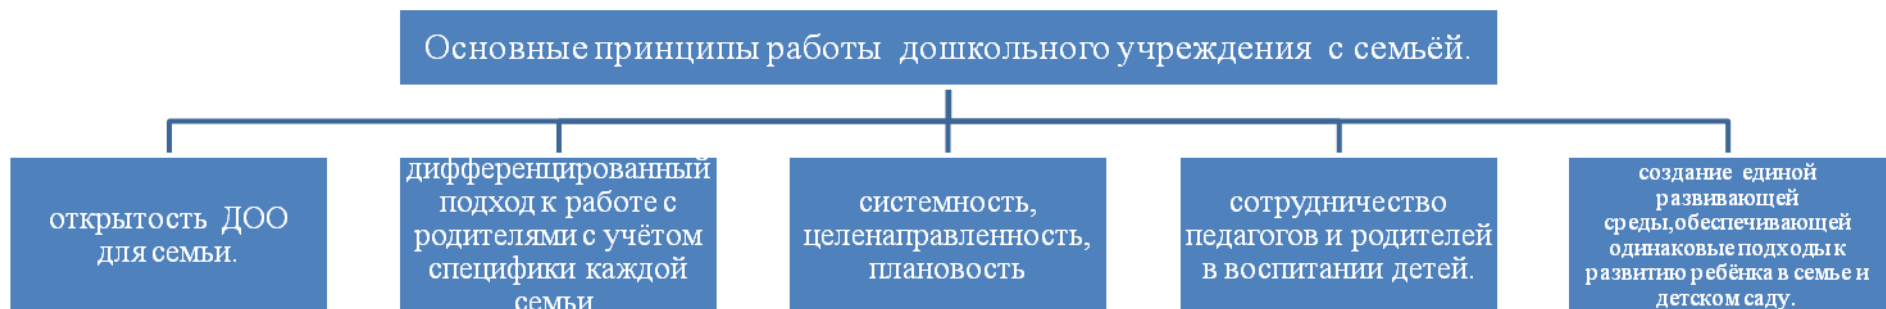 Основные принципы работы дошкольного учреждения с семьёй.
открытость ДОО
для семьи.
дифференцированный
подход к работе с
родителями с учётом
специфики каждой
семьи
системность,
целенаправленность,
плановость
сотрудничество
педагогов и родителей
в воспитании детей.
создание единой
развивающей
среды,обеспечивающей
одинаковые подходы к
развитию ребёнка в семье и
детском саду.